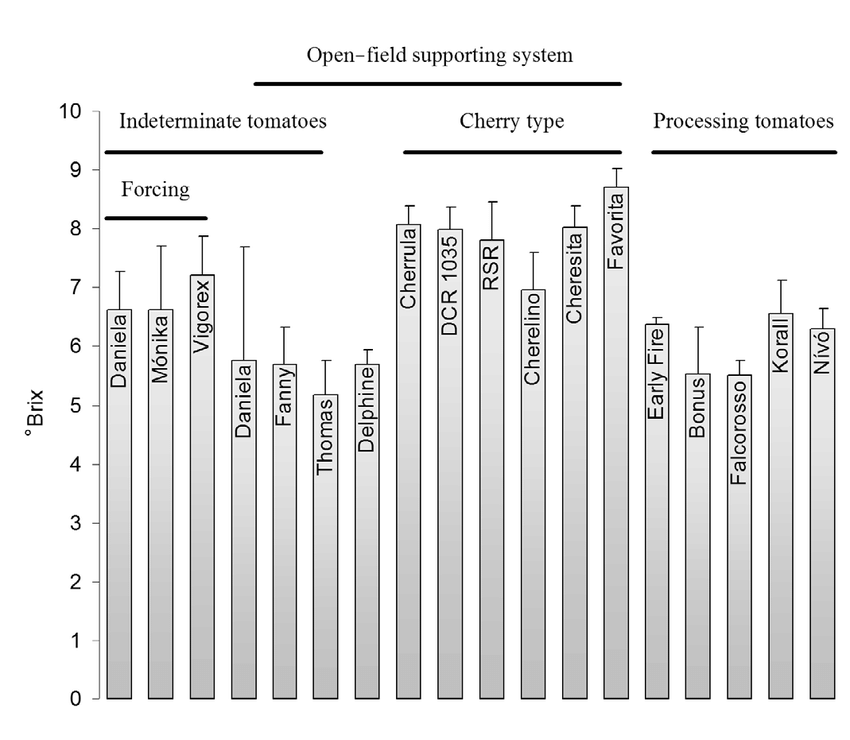 Open-field supporting system
Indeterminate tomatoes
Cherry type
Processing tomatoes
Forcing
°Brix
10
9
8
7
6
5
4
3
2
1
0
Daniela
Mónika
Vigorex
Daniela
Fanny
Thomas
Delphine
Cherrula
DCR 1035
RSR
Cherelino
Cheresita
Favorita
Early Fire
Bonus
Falcorosso
Korall
Nívó